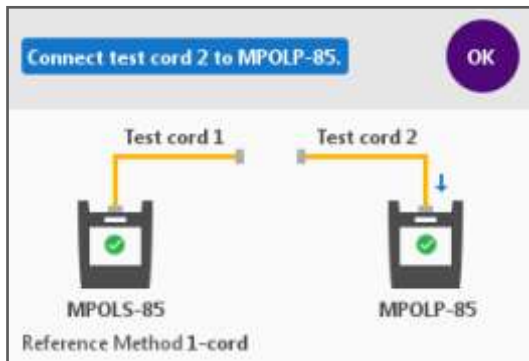 Connect test cord 2 to MPOLP-85.
OK
Test cord 1
Test cord 2
MPOLS-85
MPOLP-85
Reference Method 1-cord